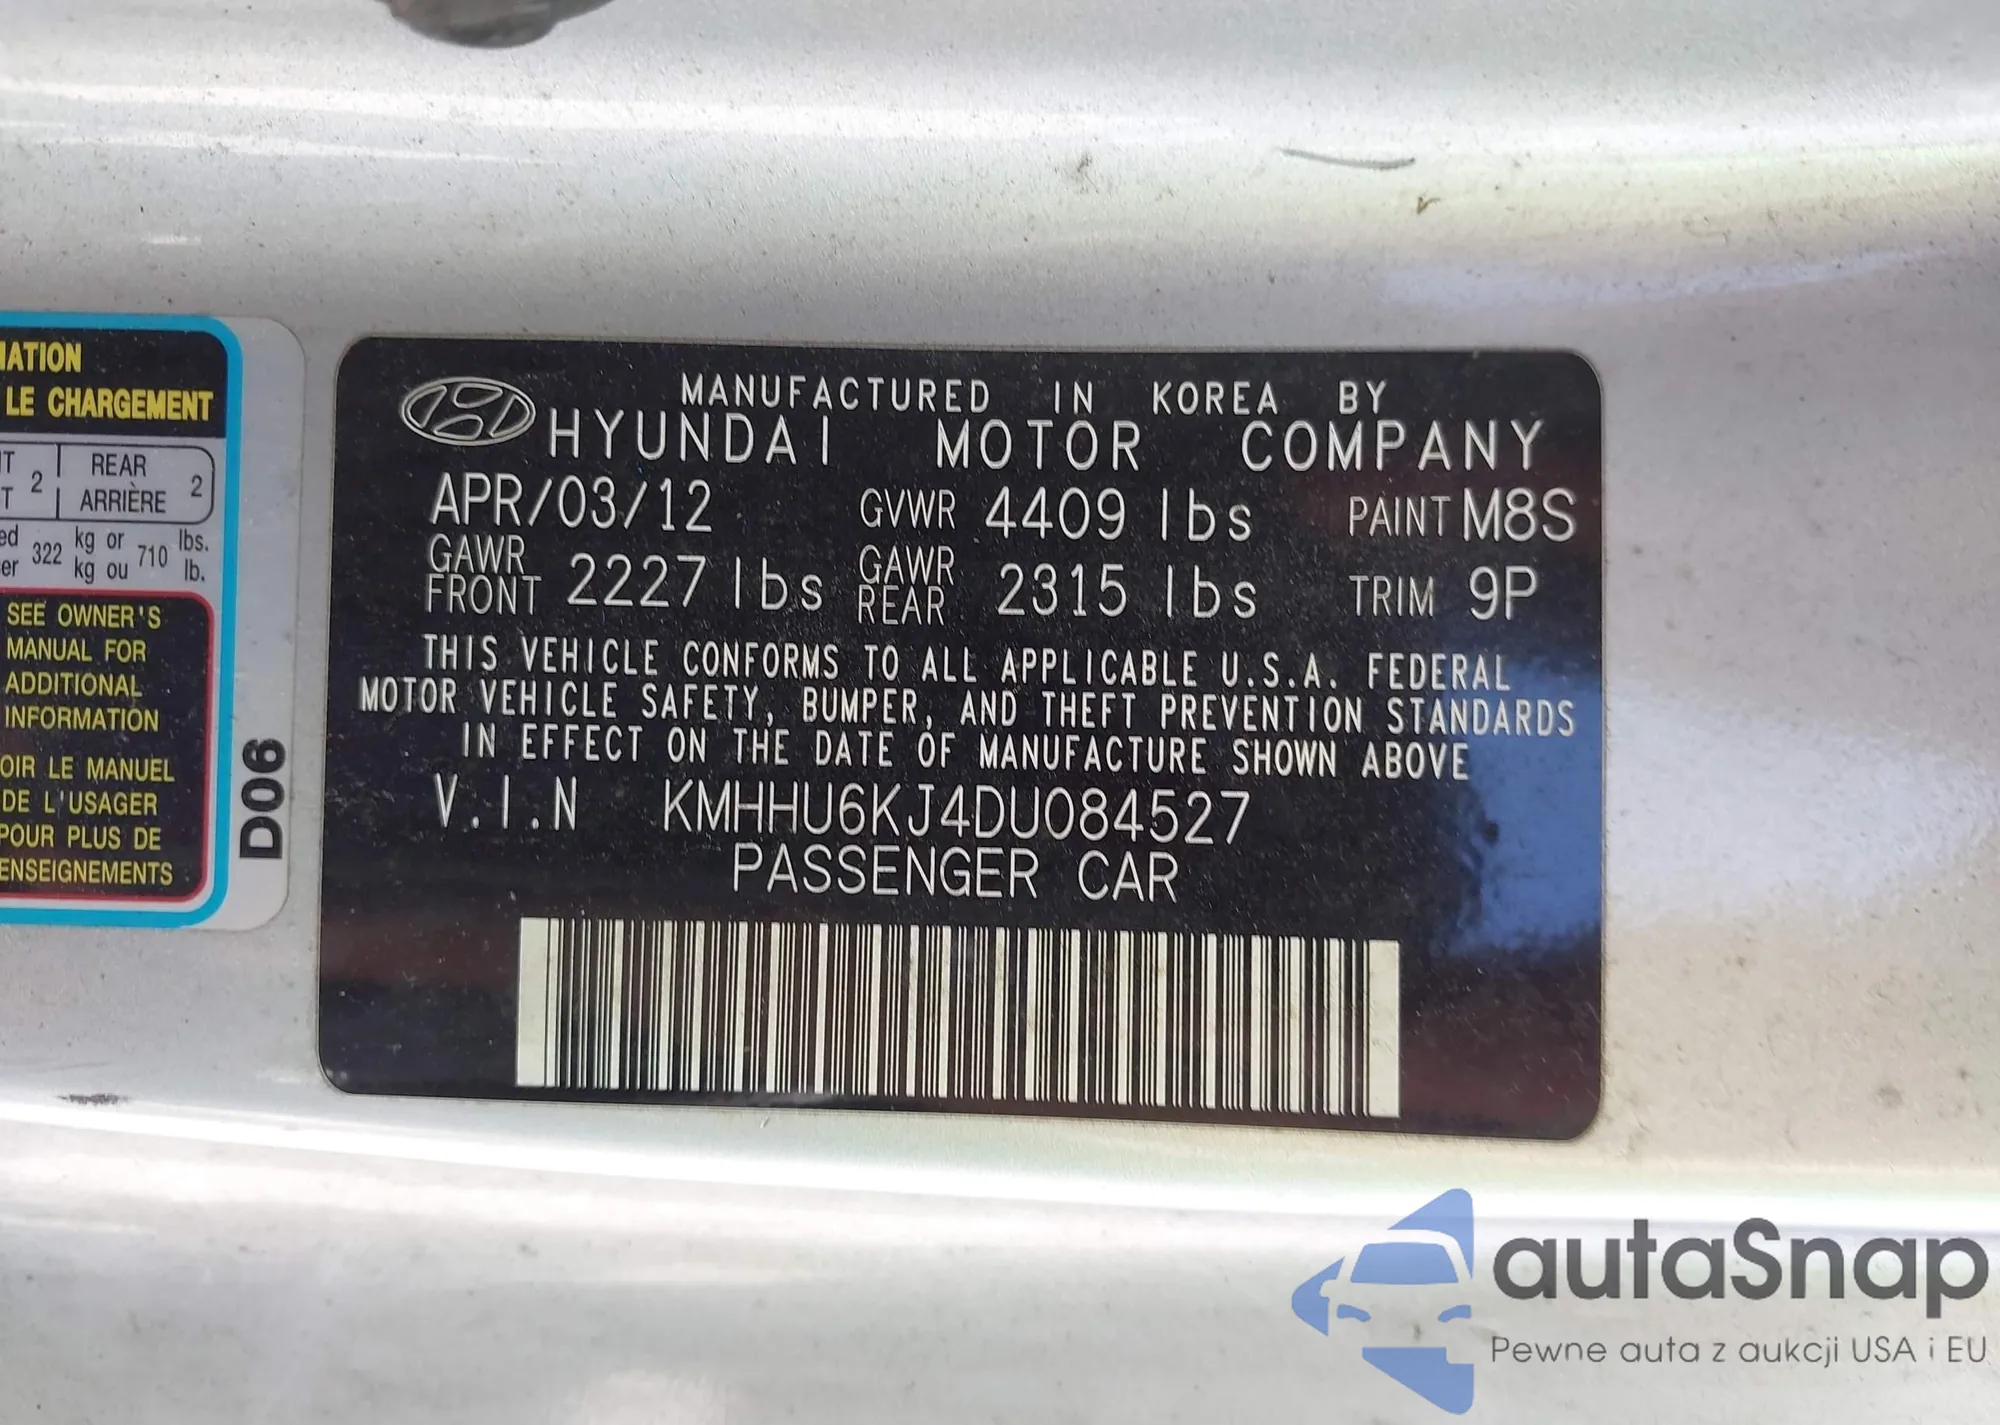 MANUFACTURED IN KOREA BY
HYUNDAI MOTOR COMPANY
APR/03/12 GVWR 4409 lbs PAINT M8S
GAWR FRONT 2227 lbs GAWR REAR 2315 lbs TRIM 9P
THIS VEHICLE CONFORMS TO ALL APPLICABLE U.S.A. FEDERAL
MOTOR VEHICLE SAFETY, BUMPER, AND THEFT PREVENTION STANDARDS
IN EFFECT ON THE DATE OF MANUFACTURE SHOWN ABOVE
V.I.N KMHHU6KJ4DU084527
PASSENGER CAR
LE CHARGEMENT
2 REAR 2
ARRIÈRE
322 kg or 710 lbs.
kg ou lb.
SEE OWNER'S
MANUAL FOR
ADDITIONAL
INFORMATION
LE MANUEL
DE L'USAGER
POUR PLUS DE
D06
autaSnap
Pewne auta z aukcji USA i EU